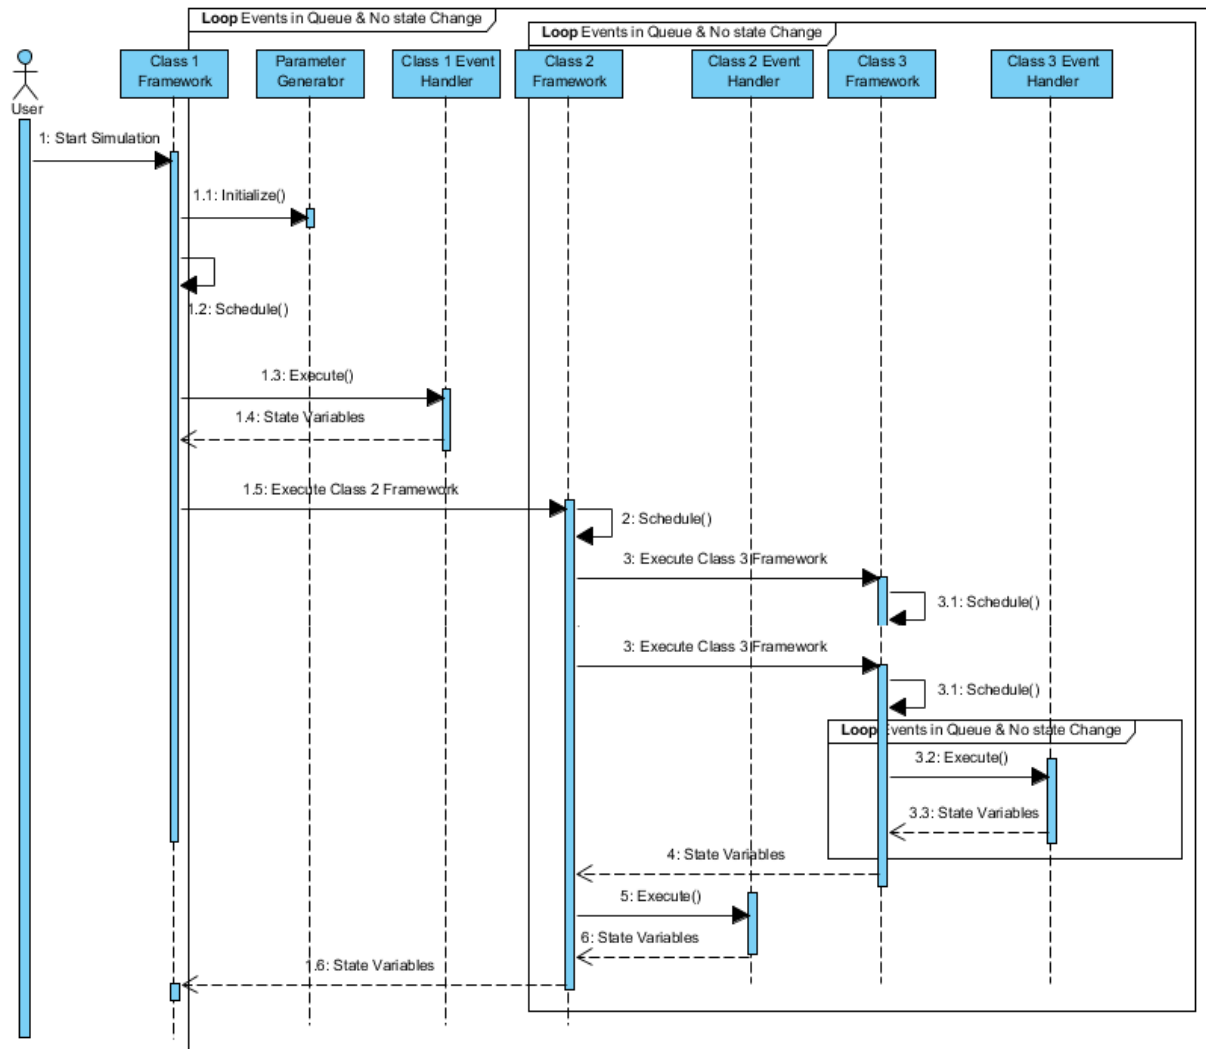 Loop Events in Queue & No state Change
Loop Events in Queue & No state Change
Class 1
Framework
Parameter
Generator
Class 1 Event
Handler
Class 2
Framework
Class 2 Event
Handler
Class 3
Framework
Class 3 Event
Handler
User
1: Start Simulation
1.1: Initialize()
1.2: Schedule()
1.3: Execute()
1.4: State Variables
1.5: Execute Class 2 Framework
2: Schedule()
3: Execute Class 3 Framework
3.1: Schedule()
3: Execute Class 3 Framework
3.1: Schedule()
Loop Events in Queue & No state Change
3.2: Execute()
3.3: State Variables
4: State Variables
5: Execute()
6: State Variables
1.6: State Variables